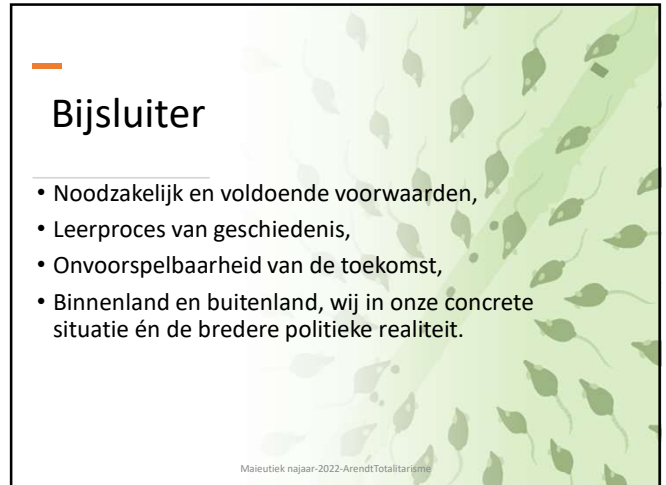 Bijsluiter
• Noodzakelijk en voldoende voorwaarden,
• Leerproces van geschiedenis,
• Onvoorspelbaarheid van de toekomst,
• Binnenland en buitenland, wij in onze concrete
situatie én de bredere politieke realiteit.
Maieutiek najaar-2022-ArendtTotalitarisme